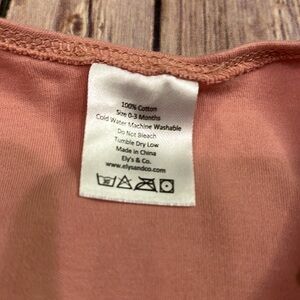 100% Cotton
Size 0-3 Months
Cold Water Machine Washable
Do Not Bleach
Tumble Dry Low
Made in China
Ely's & Co.
www.elysandco.com